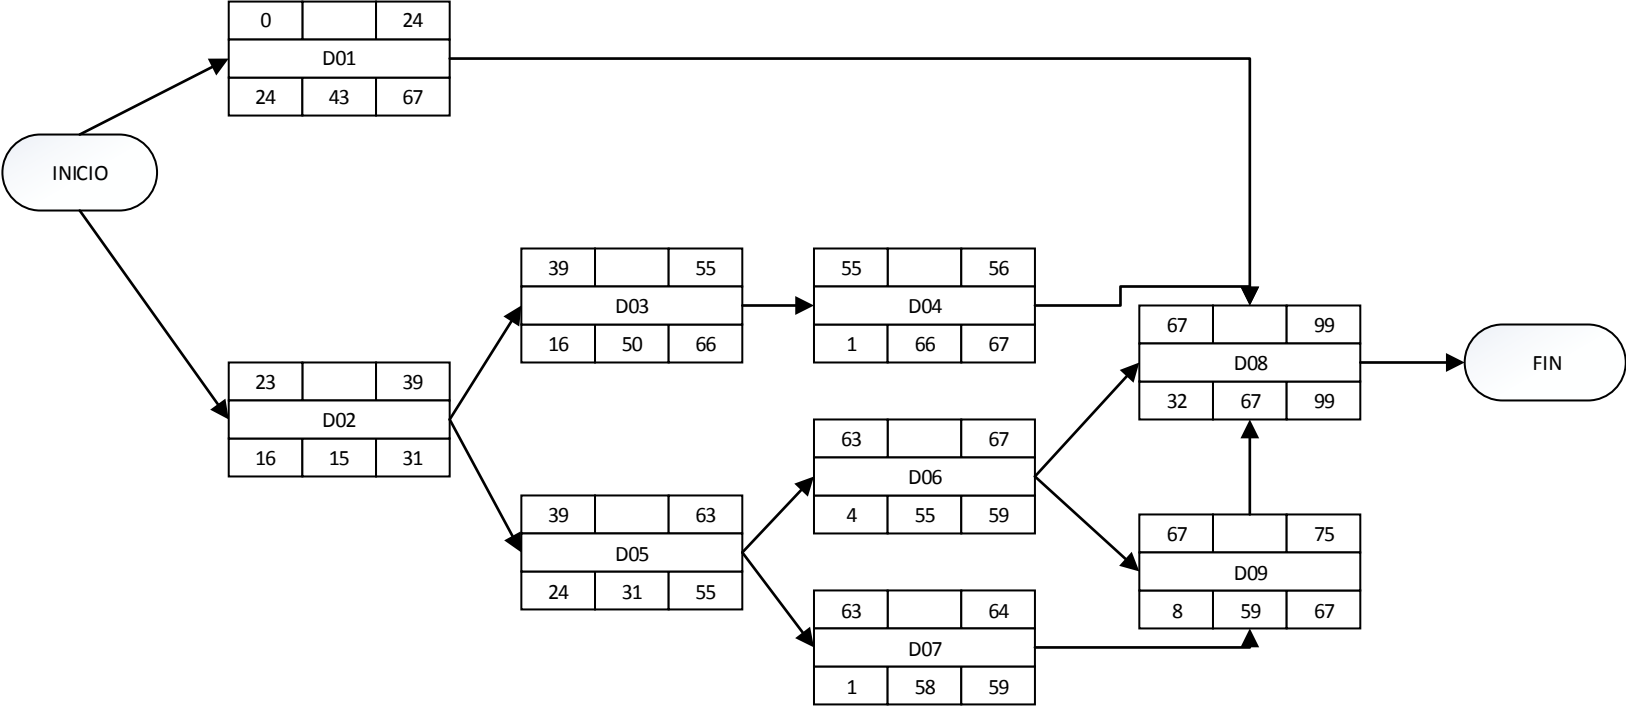 0 24
D01
24 43 67
INICIO
39 55
D03
16 50 66
55 56
D04
1 66 67
67 99
D08
32 67 99
FIN
23 39
D02
16 15 31
63 67
D06
4 55 59
39 63
D05
24 31 55
67 75
D09
8 59 67
63 64
D07
1 58 59